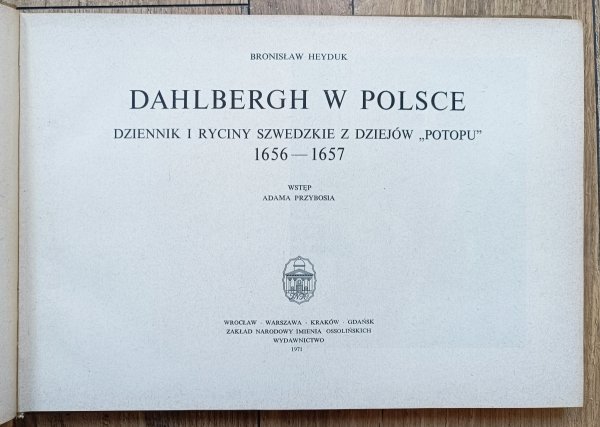 BRONISŁAW HEYDUK
DAHLBERGH W POLSCE
DZIENNIK I RYCINY SZWEDZKIE Z DZIEJÓW „POTOPU”
1656—1657
WSTĘP
ADAMA PRZYBOSIA
WROCŁAW · WARSZAWA · KRAKÓW · GDAŃSK
ZAKŁAD NARODOWY IMIENIA OSSOLIŃSKICH
WYDAWNICTWO
1971